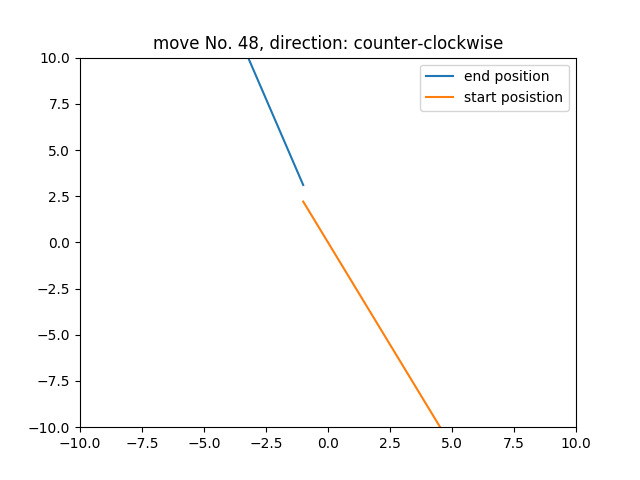 move No. 48, direction: counter-clockwise
end position
start posistion
10.0
7.5
5.0
2.5
0.0
−2.5
−5.0
−7.5
−10.0
−10.0 −7.5 −5.0 −2.5 0.0 2.5 5.0 7.5 10.0